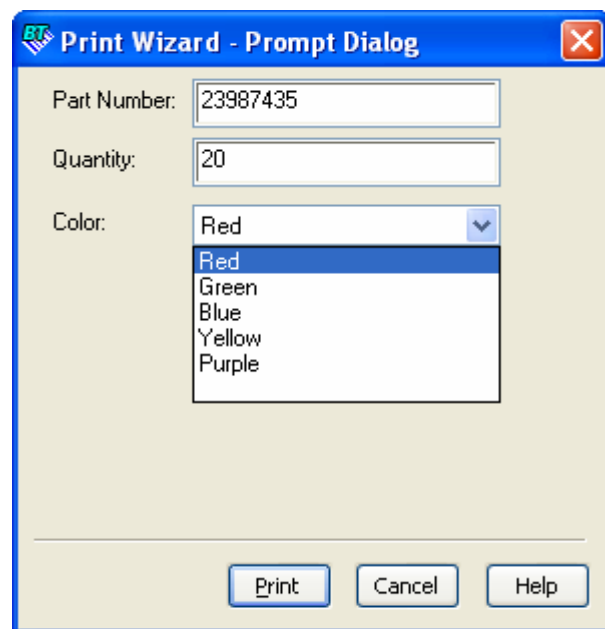 BT
Print Wizard - Prompt Dialog
Part Number: 23987435
Quantity: 20
Color: Red
Red
Green
Blue
Yellow
Purple
Print Cancel Help